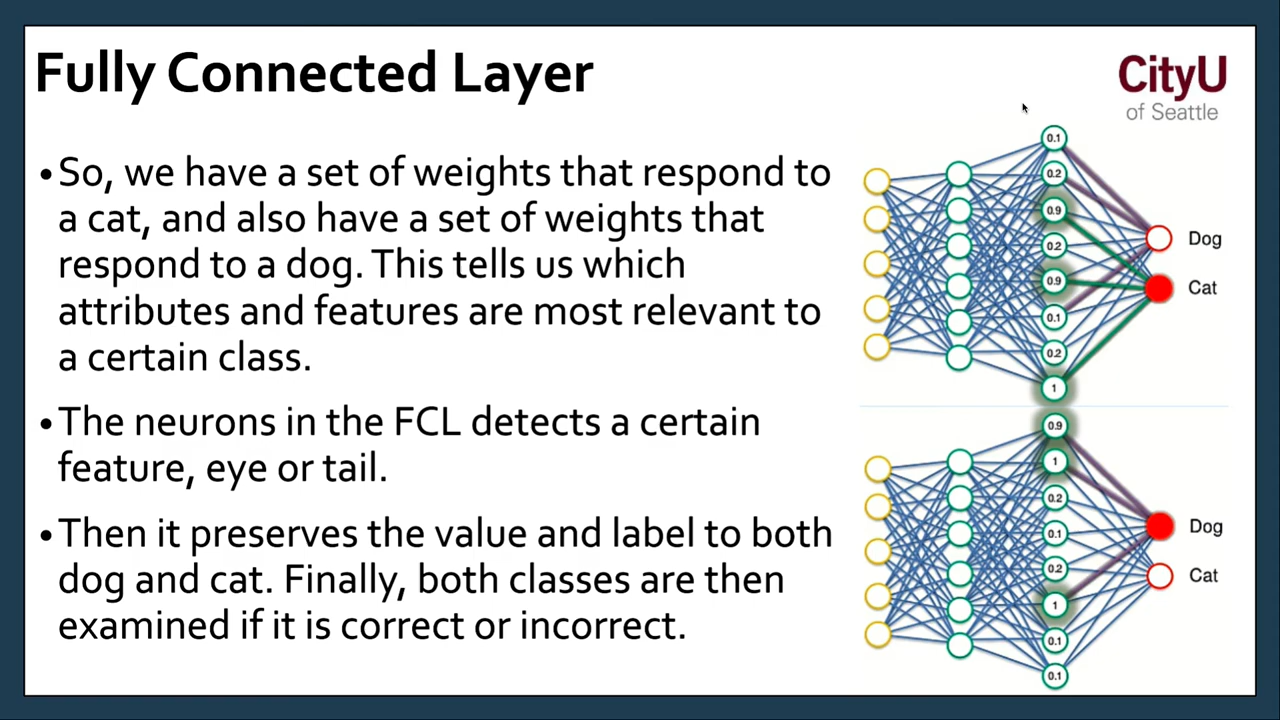 Fully Connected Layer
CityU
of Seattle
•So, we have a set of weights that respond to
a cat, and also have a set of weights that
respond to a dog. This tells us which
attributes and features are most relevant to
a certain class.
•The neurons in the FCL detects a certain
feature, eye or tail.
•Then it preserves the value and label to both
dog and cat. Finally, both classes are then
examined if it is correct or incorrect.
0.1
0.2
0.9
0.2
0.9
0.1
0.2
1
Dog
Cat
0.9
1
0.2
0.1
0.2
1
0.1
0.1
Dog
Cat